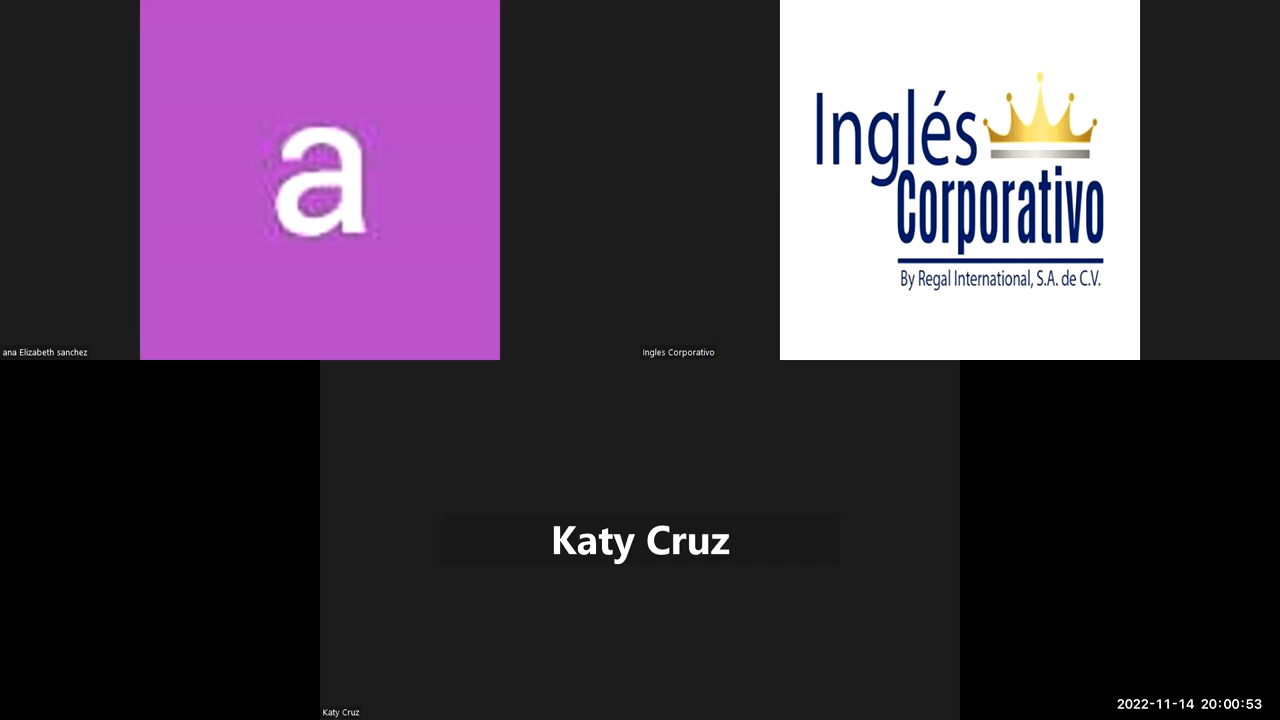 a
Inglés
Corporativo
By Regal International, S.A. de C.V.
ana Elizabeth sanchez
Ingles Corporativo
Katy Cruz
Katy Cruz
2022-11-14 20:00:53